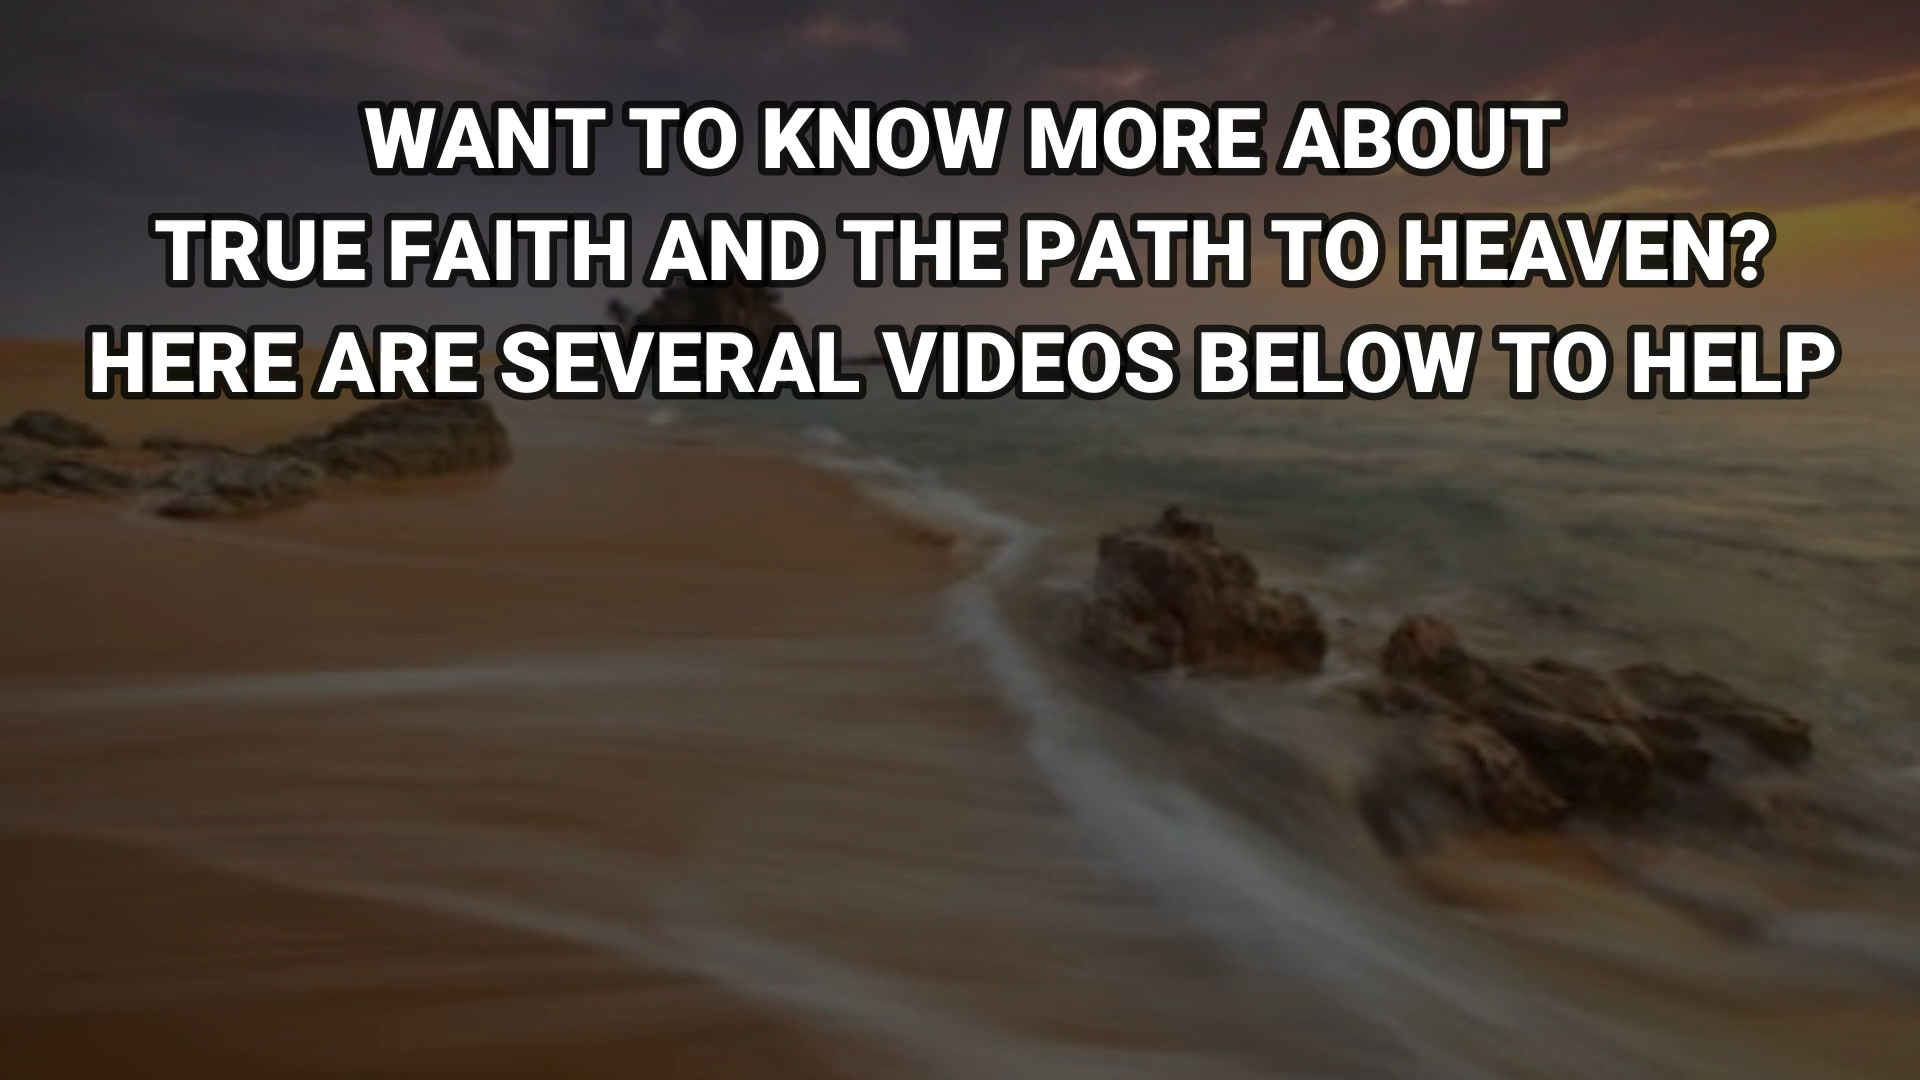 WANT TO KNOW MORE ABOUT
TRUE FAITH AND THE PATH TO HEAVEN?
HERE ARE SEVERAL VIDEOS BELOW TO HELP